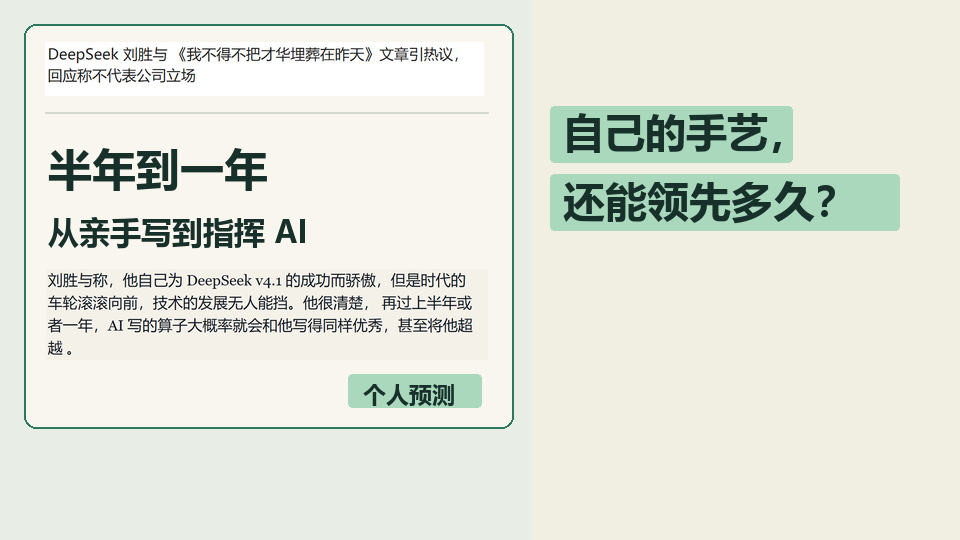 DeepSeek 刘胜与 《我不得不把才华埋葬在昨天》文章引热议，
回应称不代表公司立场
半年到一年
从亲手写到指挥 AI
刘胜与称，他自己为 DeepSeek v4.1 的成功而骄傲，但是时代的
车轮滚滚向前，技术的发展无人能挡。他很清楚， 再过上半年或
者一年，AI 写的算子大概率就会和他写得同样优秀，甚至将他超
越 。
个人预测
自己的手艺，
还能领先多久？